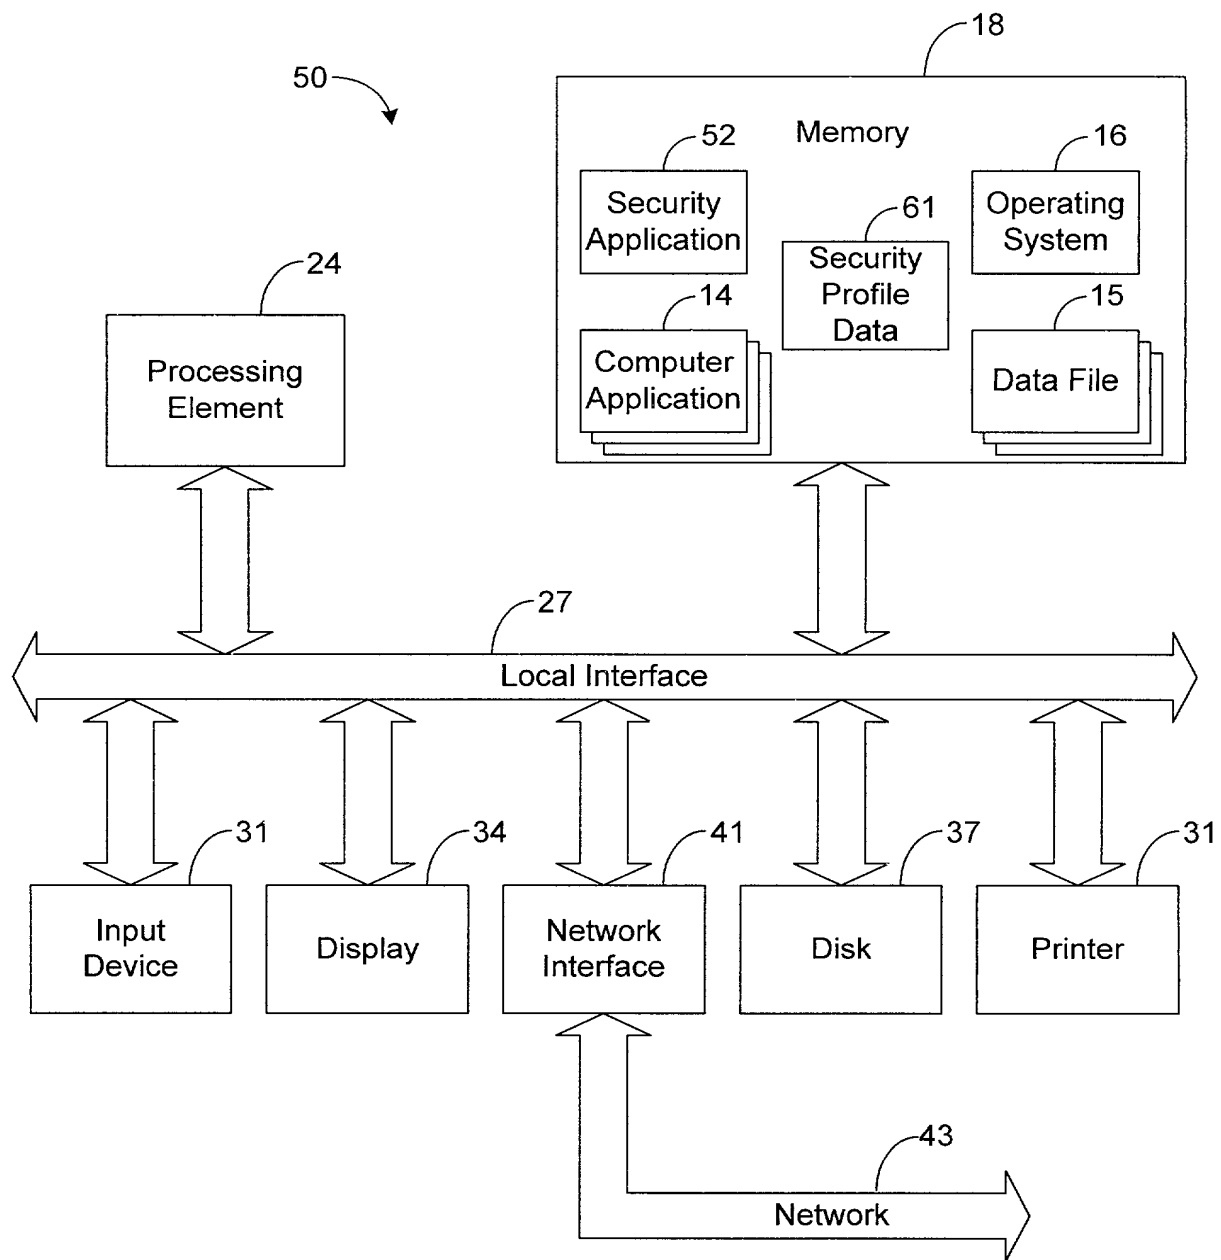 18
50
Memory
52
16
Security
Application
61
Operating
System
Security
Profile
Data
24
14
15
Processing
Element
Computer
Application
Data File
27
Local Interface
31
34
41
37
31
Input
Device
Display
Network
Interface
Disk
Printer
43
Network